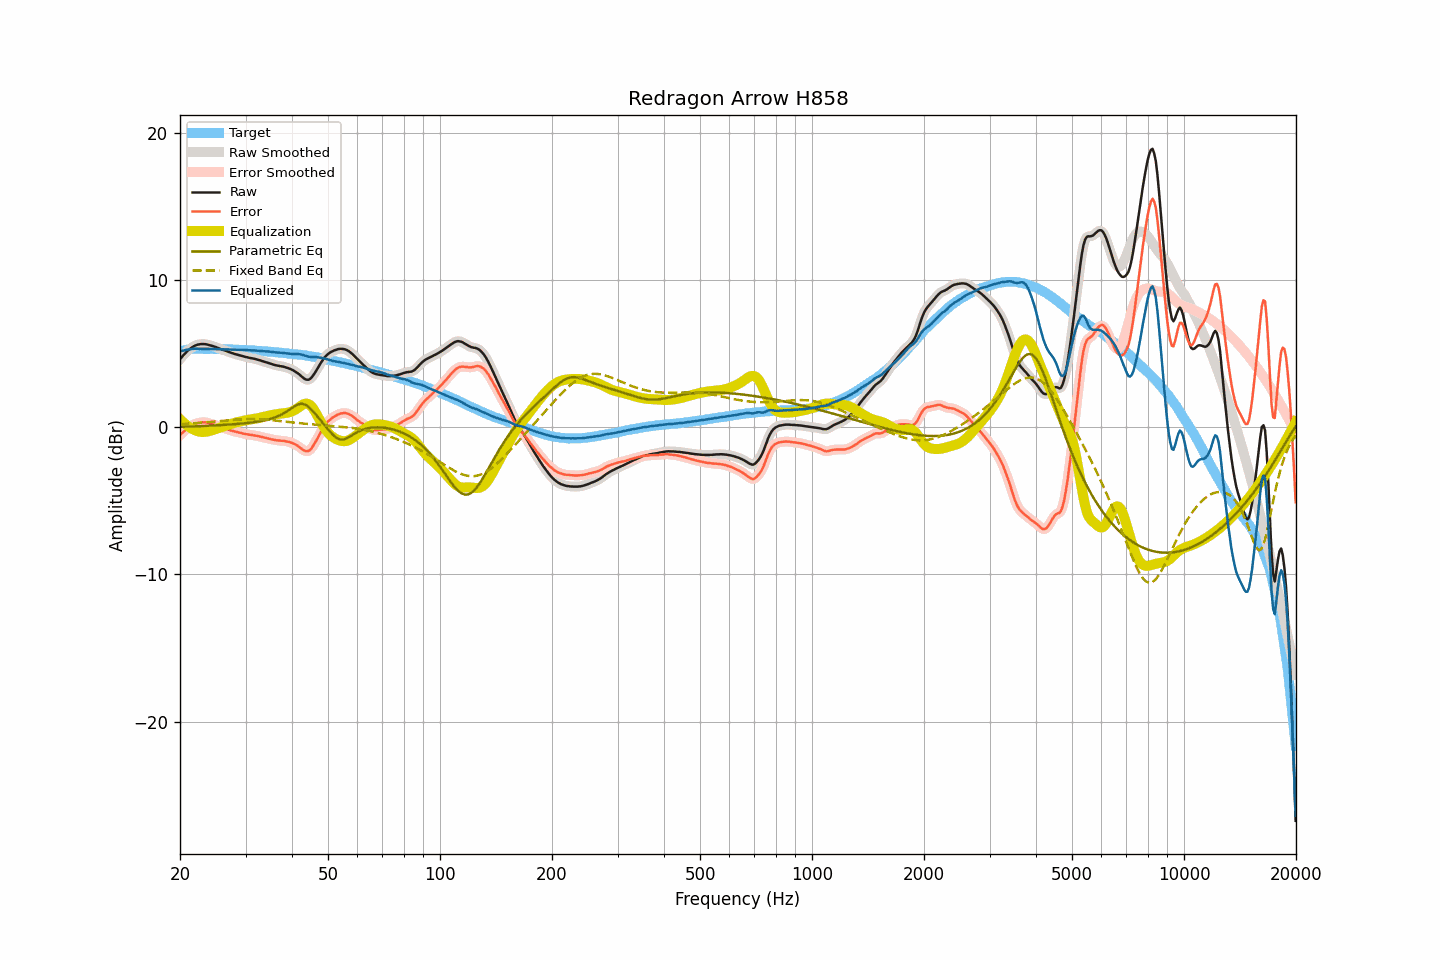 Redragon Arrow H858
Target
Raw Smoothed
Error Smoothed
Raw
Error
Equalization
Parametric Eq
Fixed Band Eq
Equalized
20
10
0
−10
−20
Amplitude (dBr)
20
50
100
200
500
1000
2000
5000
10000
20000
Frequency (Hz)